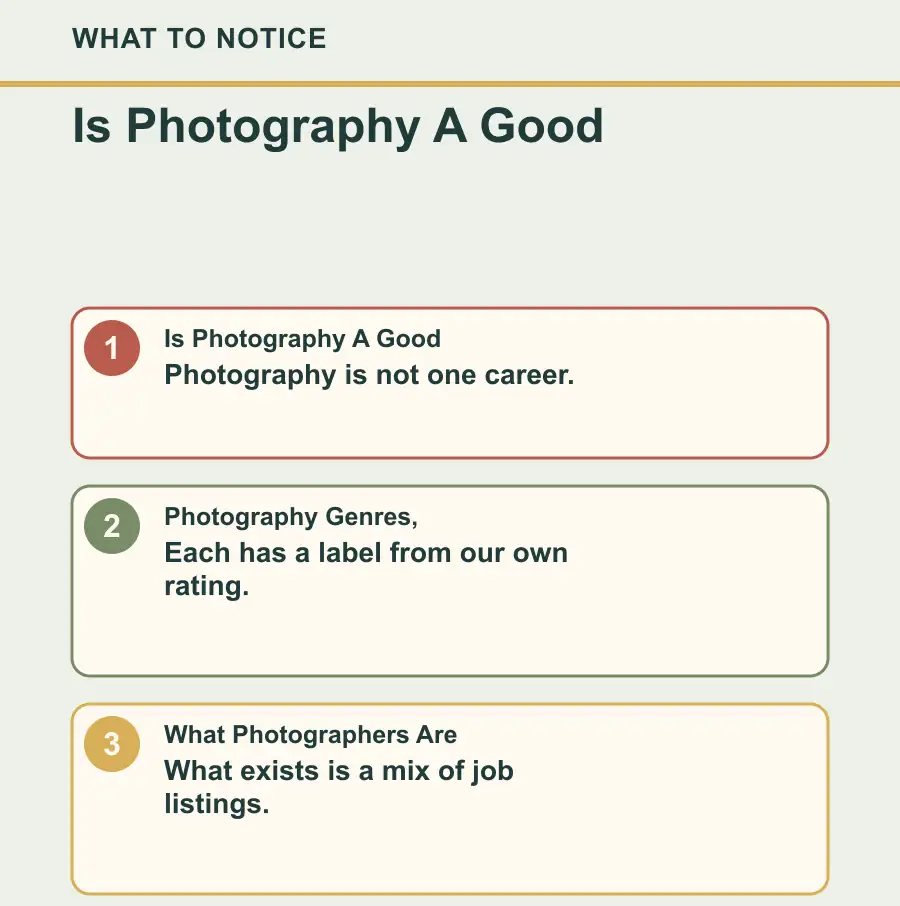 WHAT TO NOTICE
Is Photography A Good
1
Is Photography A Good
Photography is not one career.
2
Photography Genres,
Each has a label from our own
rating.
3
What Photographers Are
What exists is a mix of job
listings.